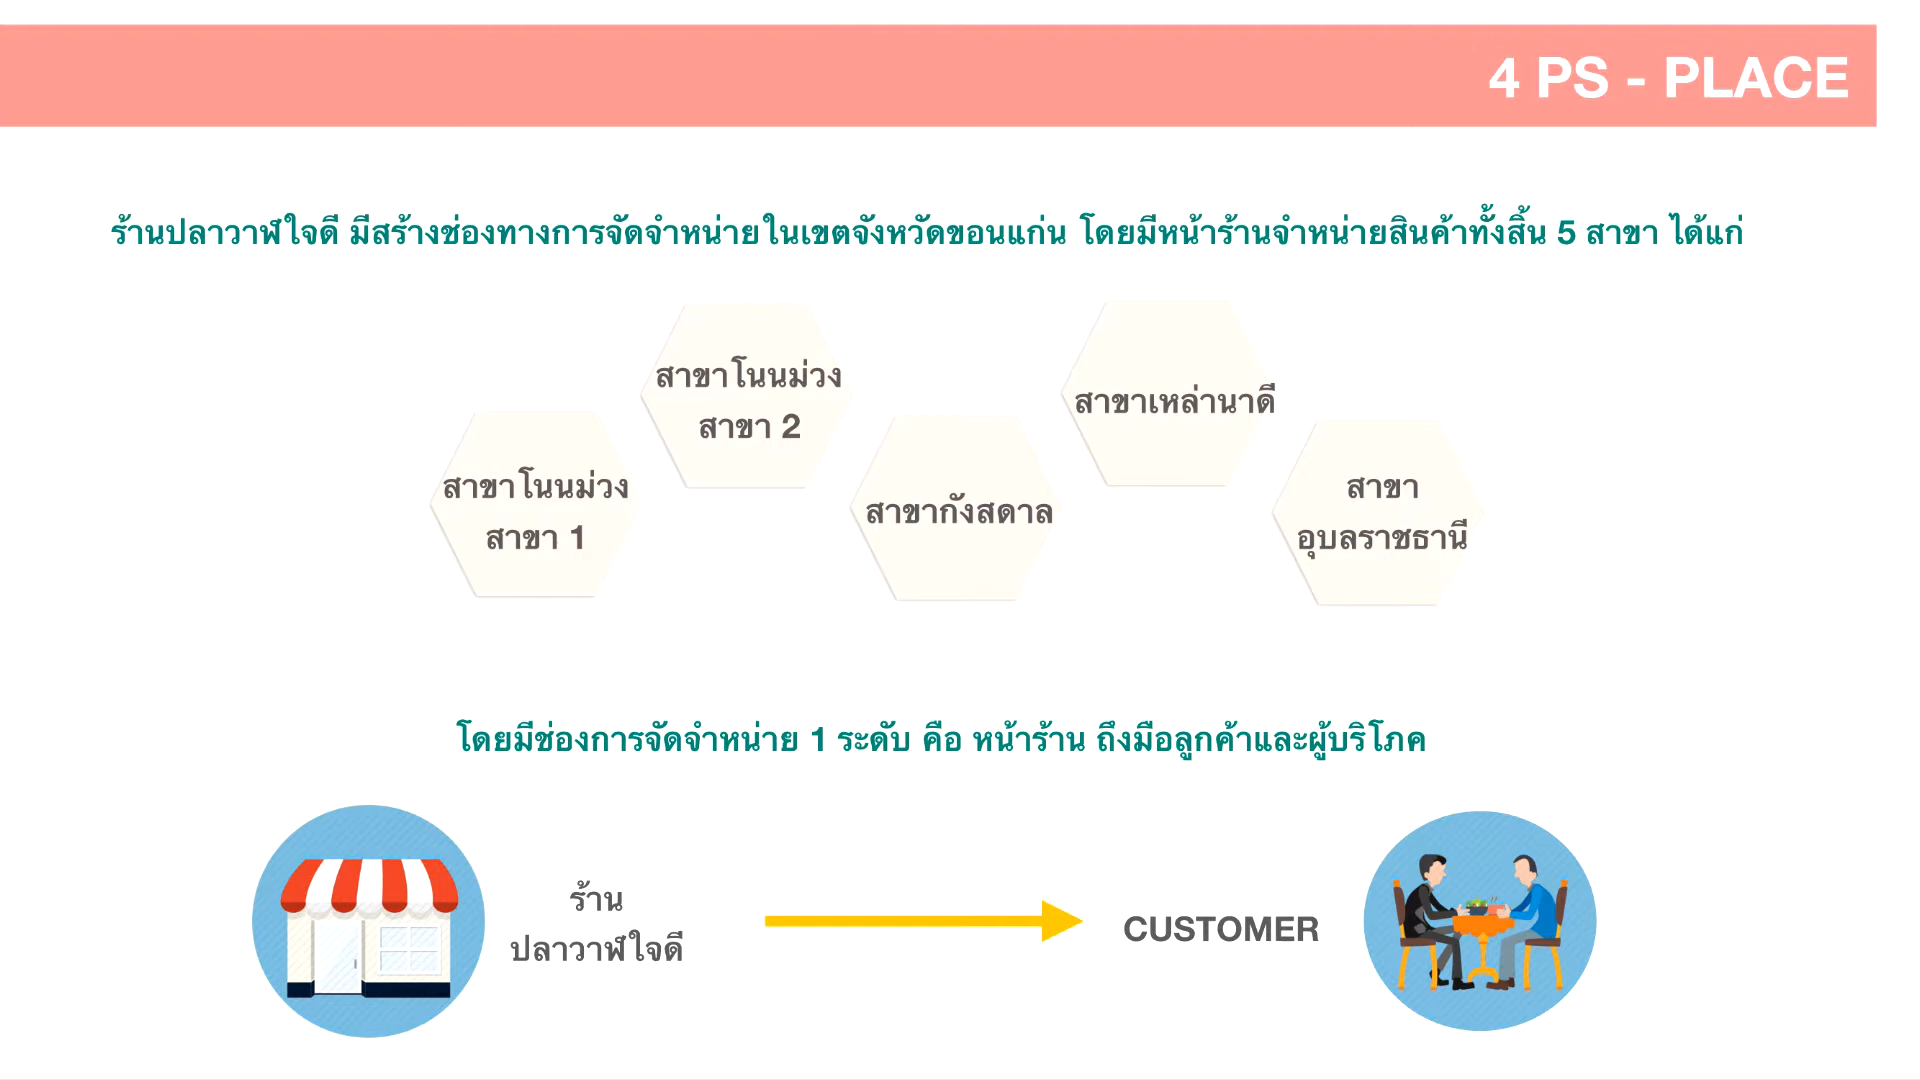 4 PS - PLACE
ร้านปลาวาฬใจดี มีสร้างช่องทางการจัดจำหน่ายในเขตจังหวัดขอนแก่น โดยมีหน้าร้านจำหน่ายสินค้าทั้งสิ้น 5 สาขา ได้แก่
สาขาโนนม่วง
สาขา 1
สาขาโนนม่วง
สาขา 2
สาขากังสดาล
สาขาเหล่านาดี
สาขา
อุบลราชธานี
โดยมีช่องการจัดจำหน่าย 1 ระดับ คือ หน้าร้าน ถึงมือลูกค้าและผู้บริโภค
ร้าน
ปลาวาฬใจดี
CUSTOMER